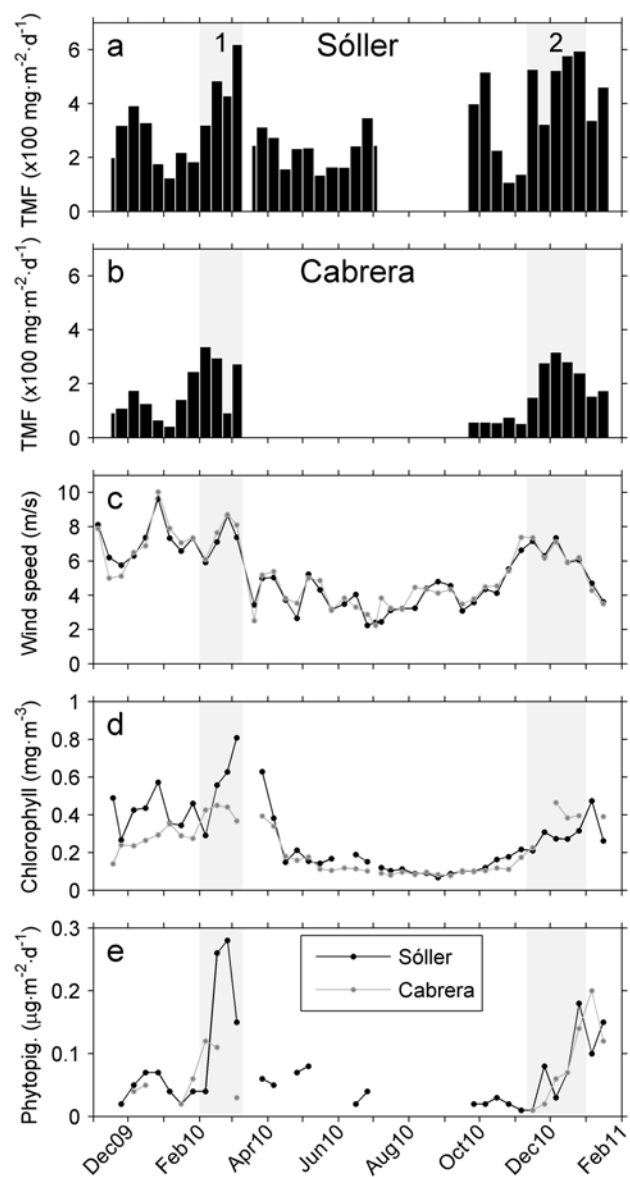 a 1 Sóller 2
TMF (x100 mg·m⁻²·d⁻¹)
6
4
2
0
b Cabrera
TMF (x100 mg·m⁻²·d⁻¹)
6
4
2
0
c
Wind speed (m/s)
10
8
6
4
2
0
d
Chlorophyll (mg·m⁻³)
1
0.8
0.6
0.4
0.2
0
e
Phytopig. (μg·m⁻²·d⁻¹)
0.3
0.2
0.1
0
Sóller
Cabrera
Dec09 Feb10 Apr10 Jun10 Aug10 Oct10 Dec10 Feb11